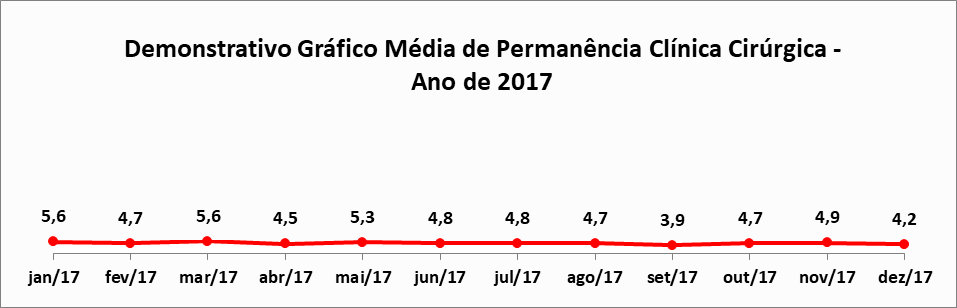 Demonstrativo Gráfico Média de Permanência Clínica Cirúrgica -
Ano de 2017
5,6 4,7 5,6 4,5 5,3 4,8 4,8 4,7 3,9 4,7 4,9 4,2
jan/17 fev/17 mar/17 abr/17 mai/17 jun/17 jul/17 ago/17 set/17 out/17 nov/17 dez/17